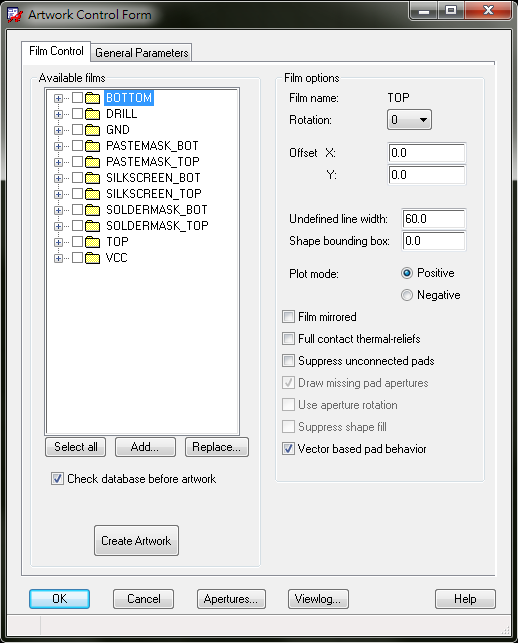 Artwork Control Form
Film Control
General Parameters
Available films
BOTTOM
DRILL
GND
PASTEMASK_BOT
PASTEMASK_TOP
SILKSCREEN_BOT
SILKSCREEN_TOP
SOLDERMASK_BOT
SOLDERMASK_TOP
TOP
VCC
Select all
Add...
Replace...
Check database before artwork
Create Artwork
Film options
Film name: TOP
Rotation: 0
Offset X: 0.0
Y: 0.0
Undefined line width: 60.0
Shape bounding box: 0.0
Plot mode: Positive
Negative
Film mirrored
Full contact thermal-reliefs
Suppress unconnected pads
Draw missing pad apertures
Use aperture rotation
Suppress shape fill
Vector based pad behavior
OK
Cancel
Apertures...
Viewlog...
Help